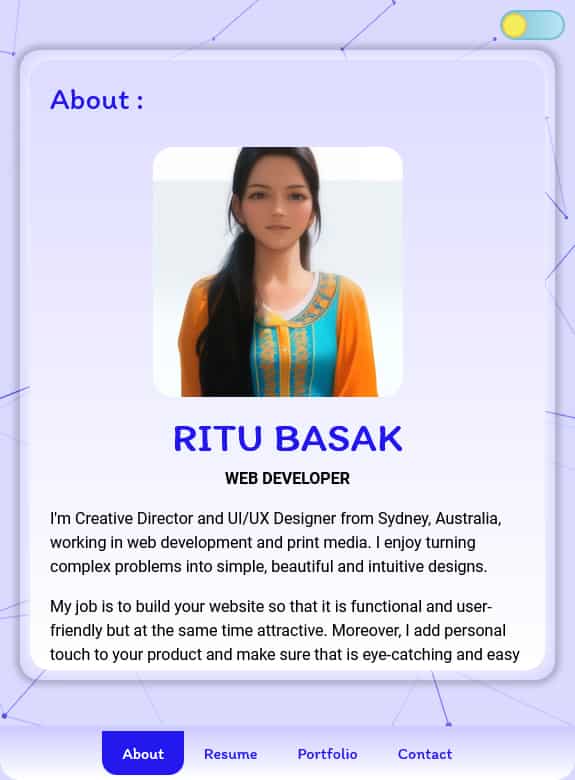 About :
RITU BASAK
WEB DEVELOPER
I'm Creative Director and UI/UX Designer from Sydney, Australia,
working in web development and print media. I enjoy turning
complex problems into simple, beautiful and intuitive designs.
My job is to build your website so that it is functional and user-
friendly but at the same time attractive. Moreover, I add personal
touch to your product and make sure that is eye-catching and easy
About Resume Portfolio Contact